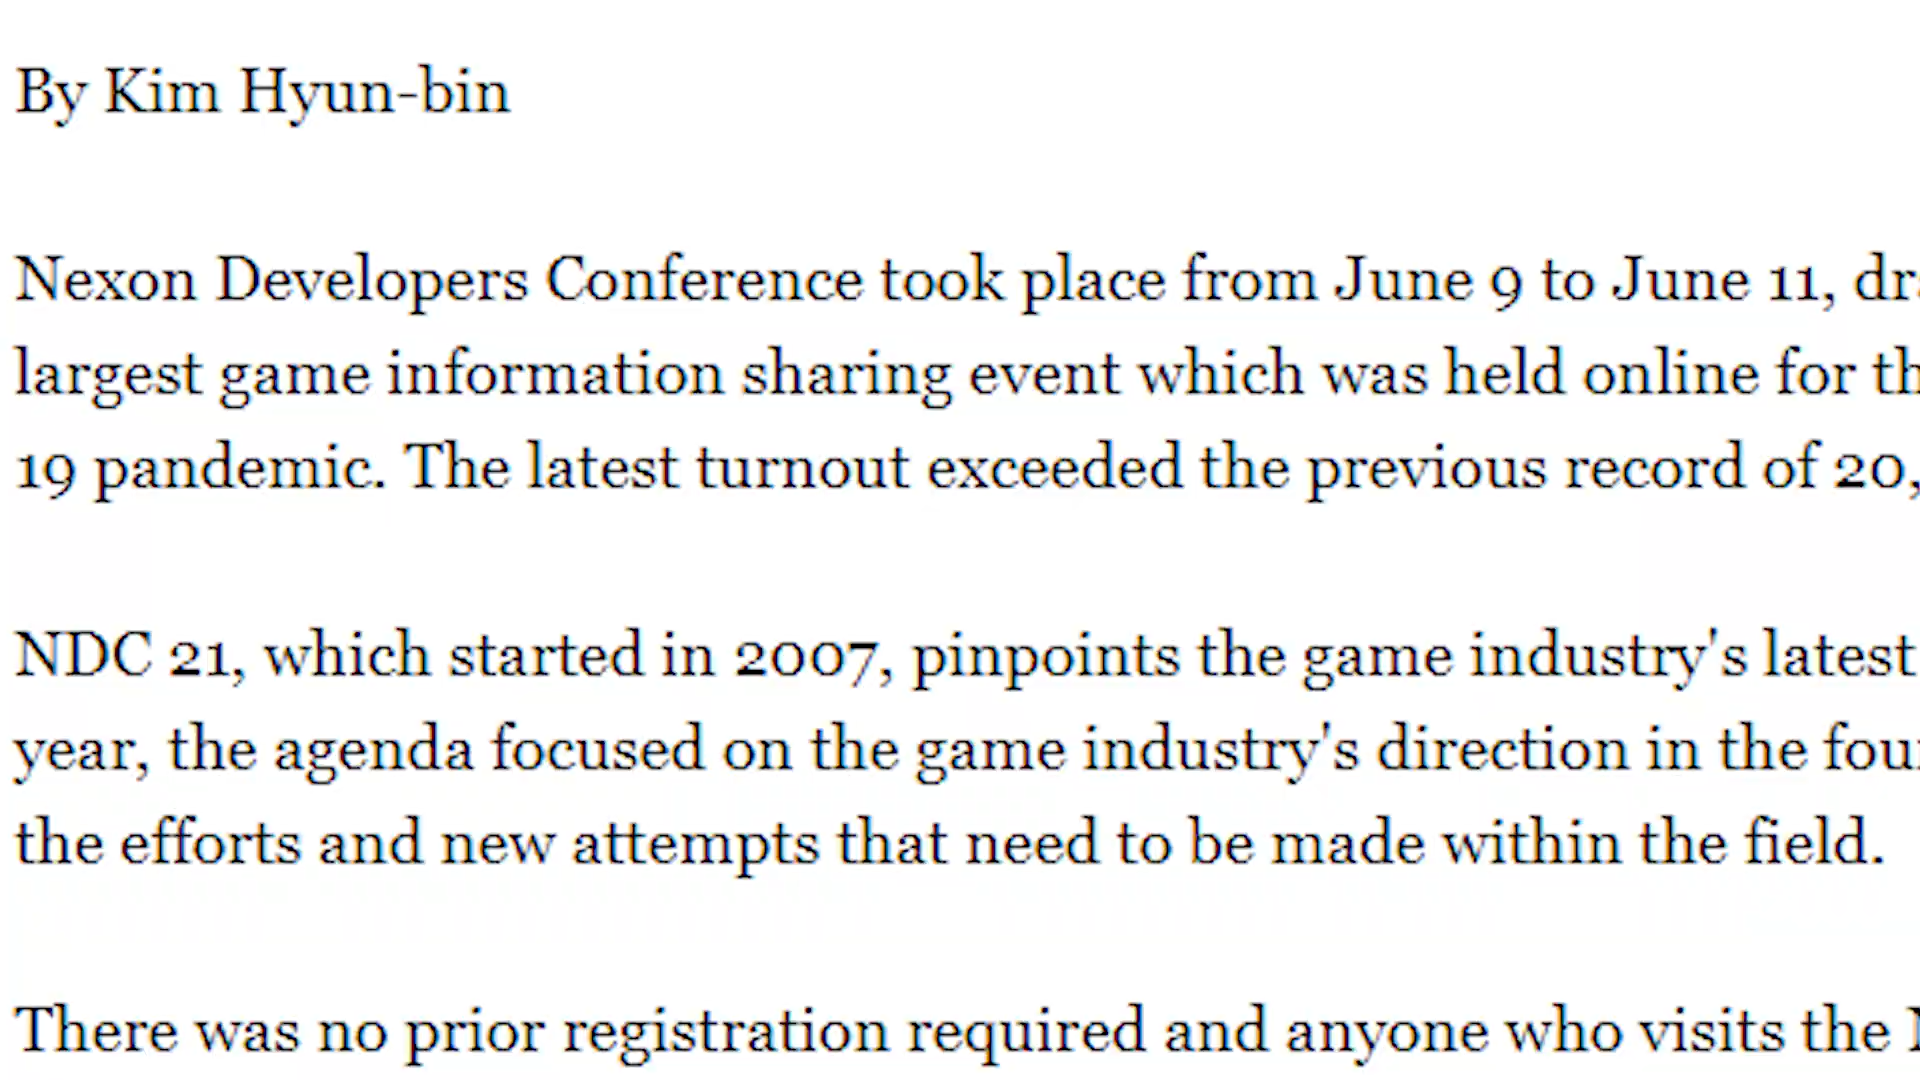 By Kim Hyun-bin
Nexon Developers Conference took place from June 9 to June 11,
largest game information sharing event which was held online for
19 pandemic. The latest turnout exceeded the previous record of 20,
NDC 21, which started in 2007, pinpoints the game industry's latest
year, the agenda focused on the game industry's direction in the
the efforts and new attempts that need to be made within the field.
There was no prior registration required and anyone who visits the